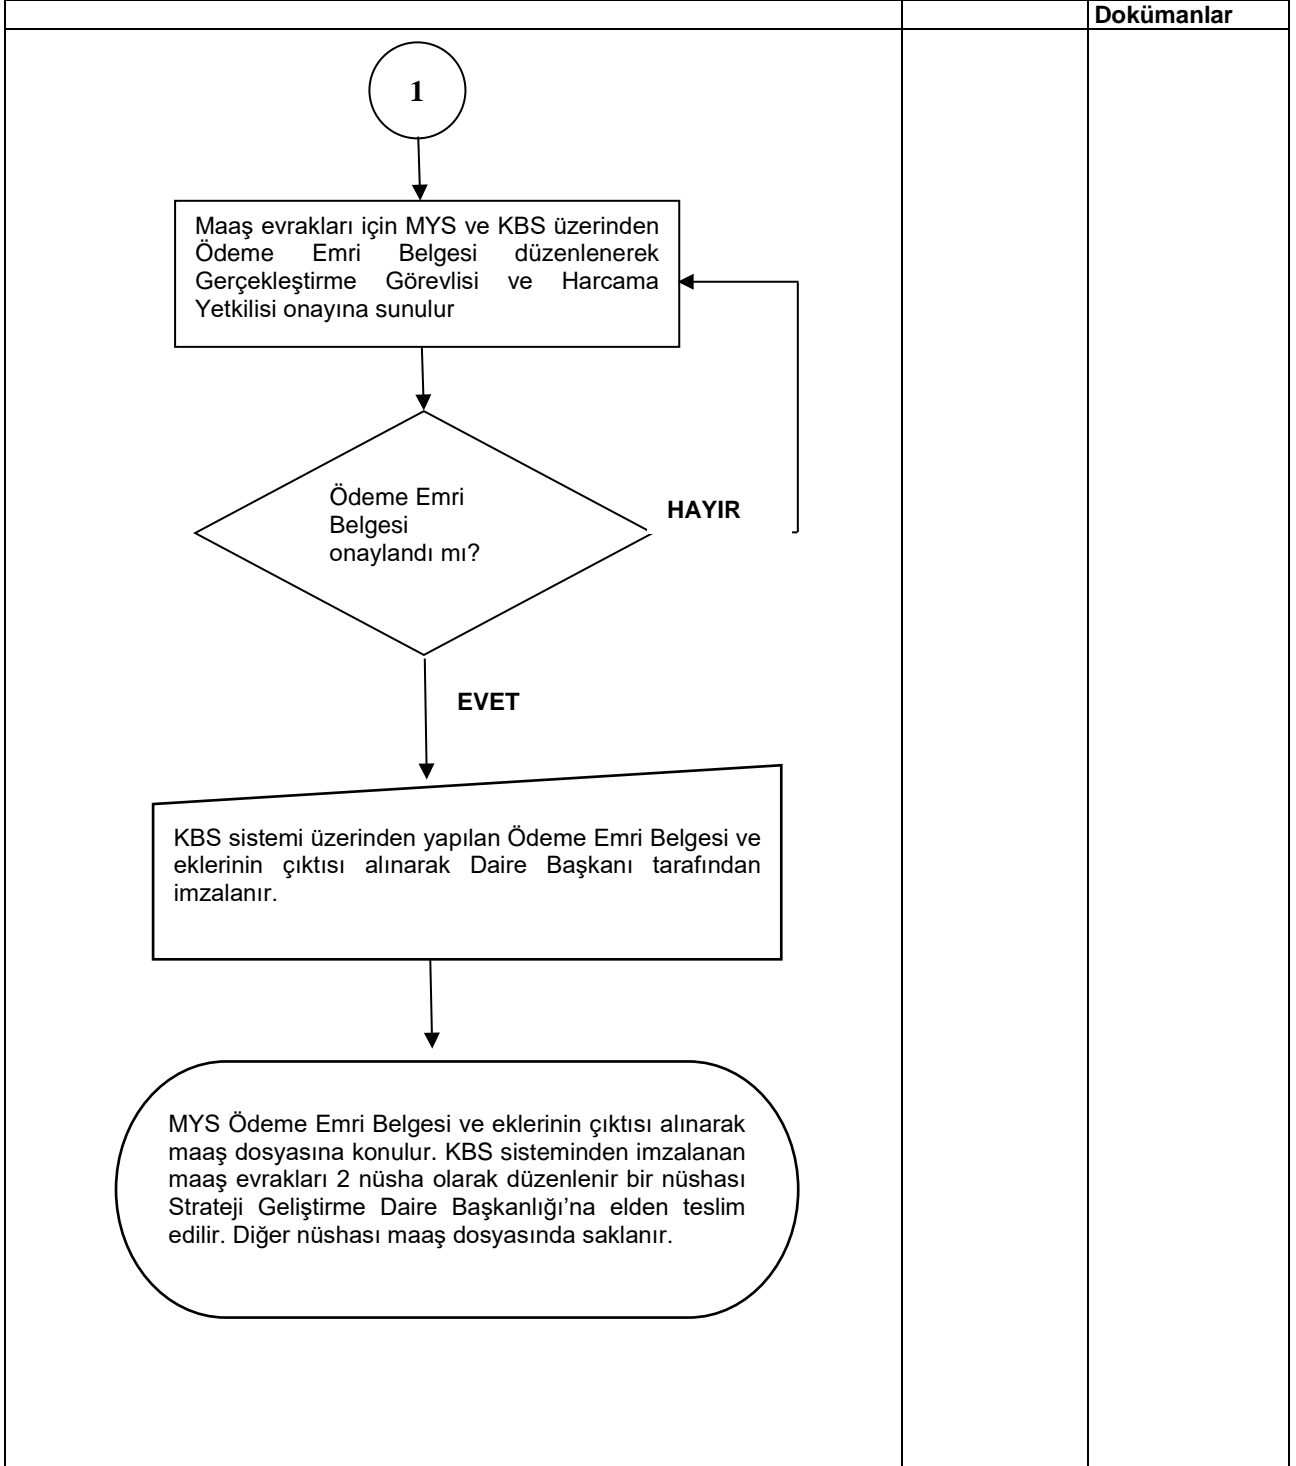 Dokümanlar
1
Maaş evrakları için MYS ve KBS üzerinden
Ödeme Emri Belgesi düzenlenerek
Gerçekleştirme Görevlisi ve Harcama
Yetkilisi onayına sunulur
Ödeme Emri
Belgesi
onaylandı mı?
HAYIR
EVET
KBS sistemi üzerinden yapılan Ödeme Emri Belgesi ve
eklerinin çıktısı alınarak Daire Başkanı tarafından
imzalanır.
MYS Ödeme Emri Belgesi ve eklerinin çıktısı alınarak
maaş dosyasına konulur. KBS sisteminden imzalanan
maaş evrakları 2 nüsha olarak düzenlenir bir nüshası
Strateji Geliştirme Daire Başkanlığı’na elden teslim
edilir. Diğer nüshası maaş dosyasında saklanır.